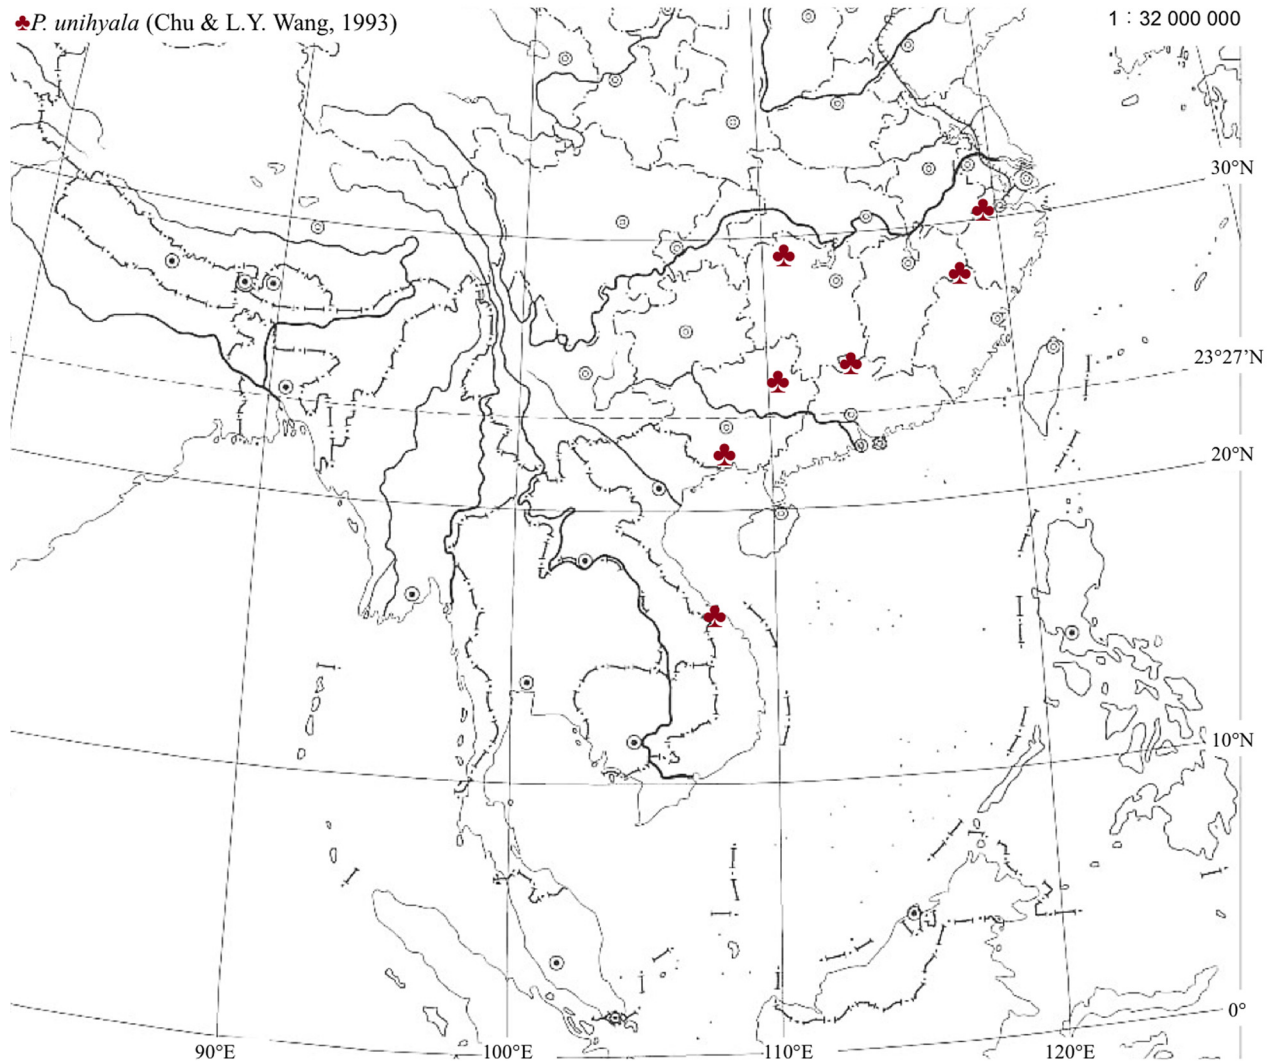 ♣P. unihyala (Chu & L.Y. Wang, 1993)
1 : 32 000 000
30°N
23°27'N
20°N
10°N
0°
90°E 100°E 110°E 120°E